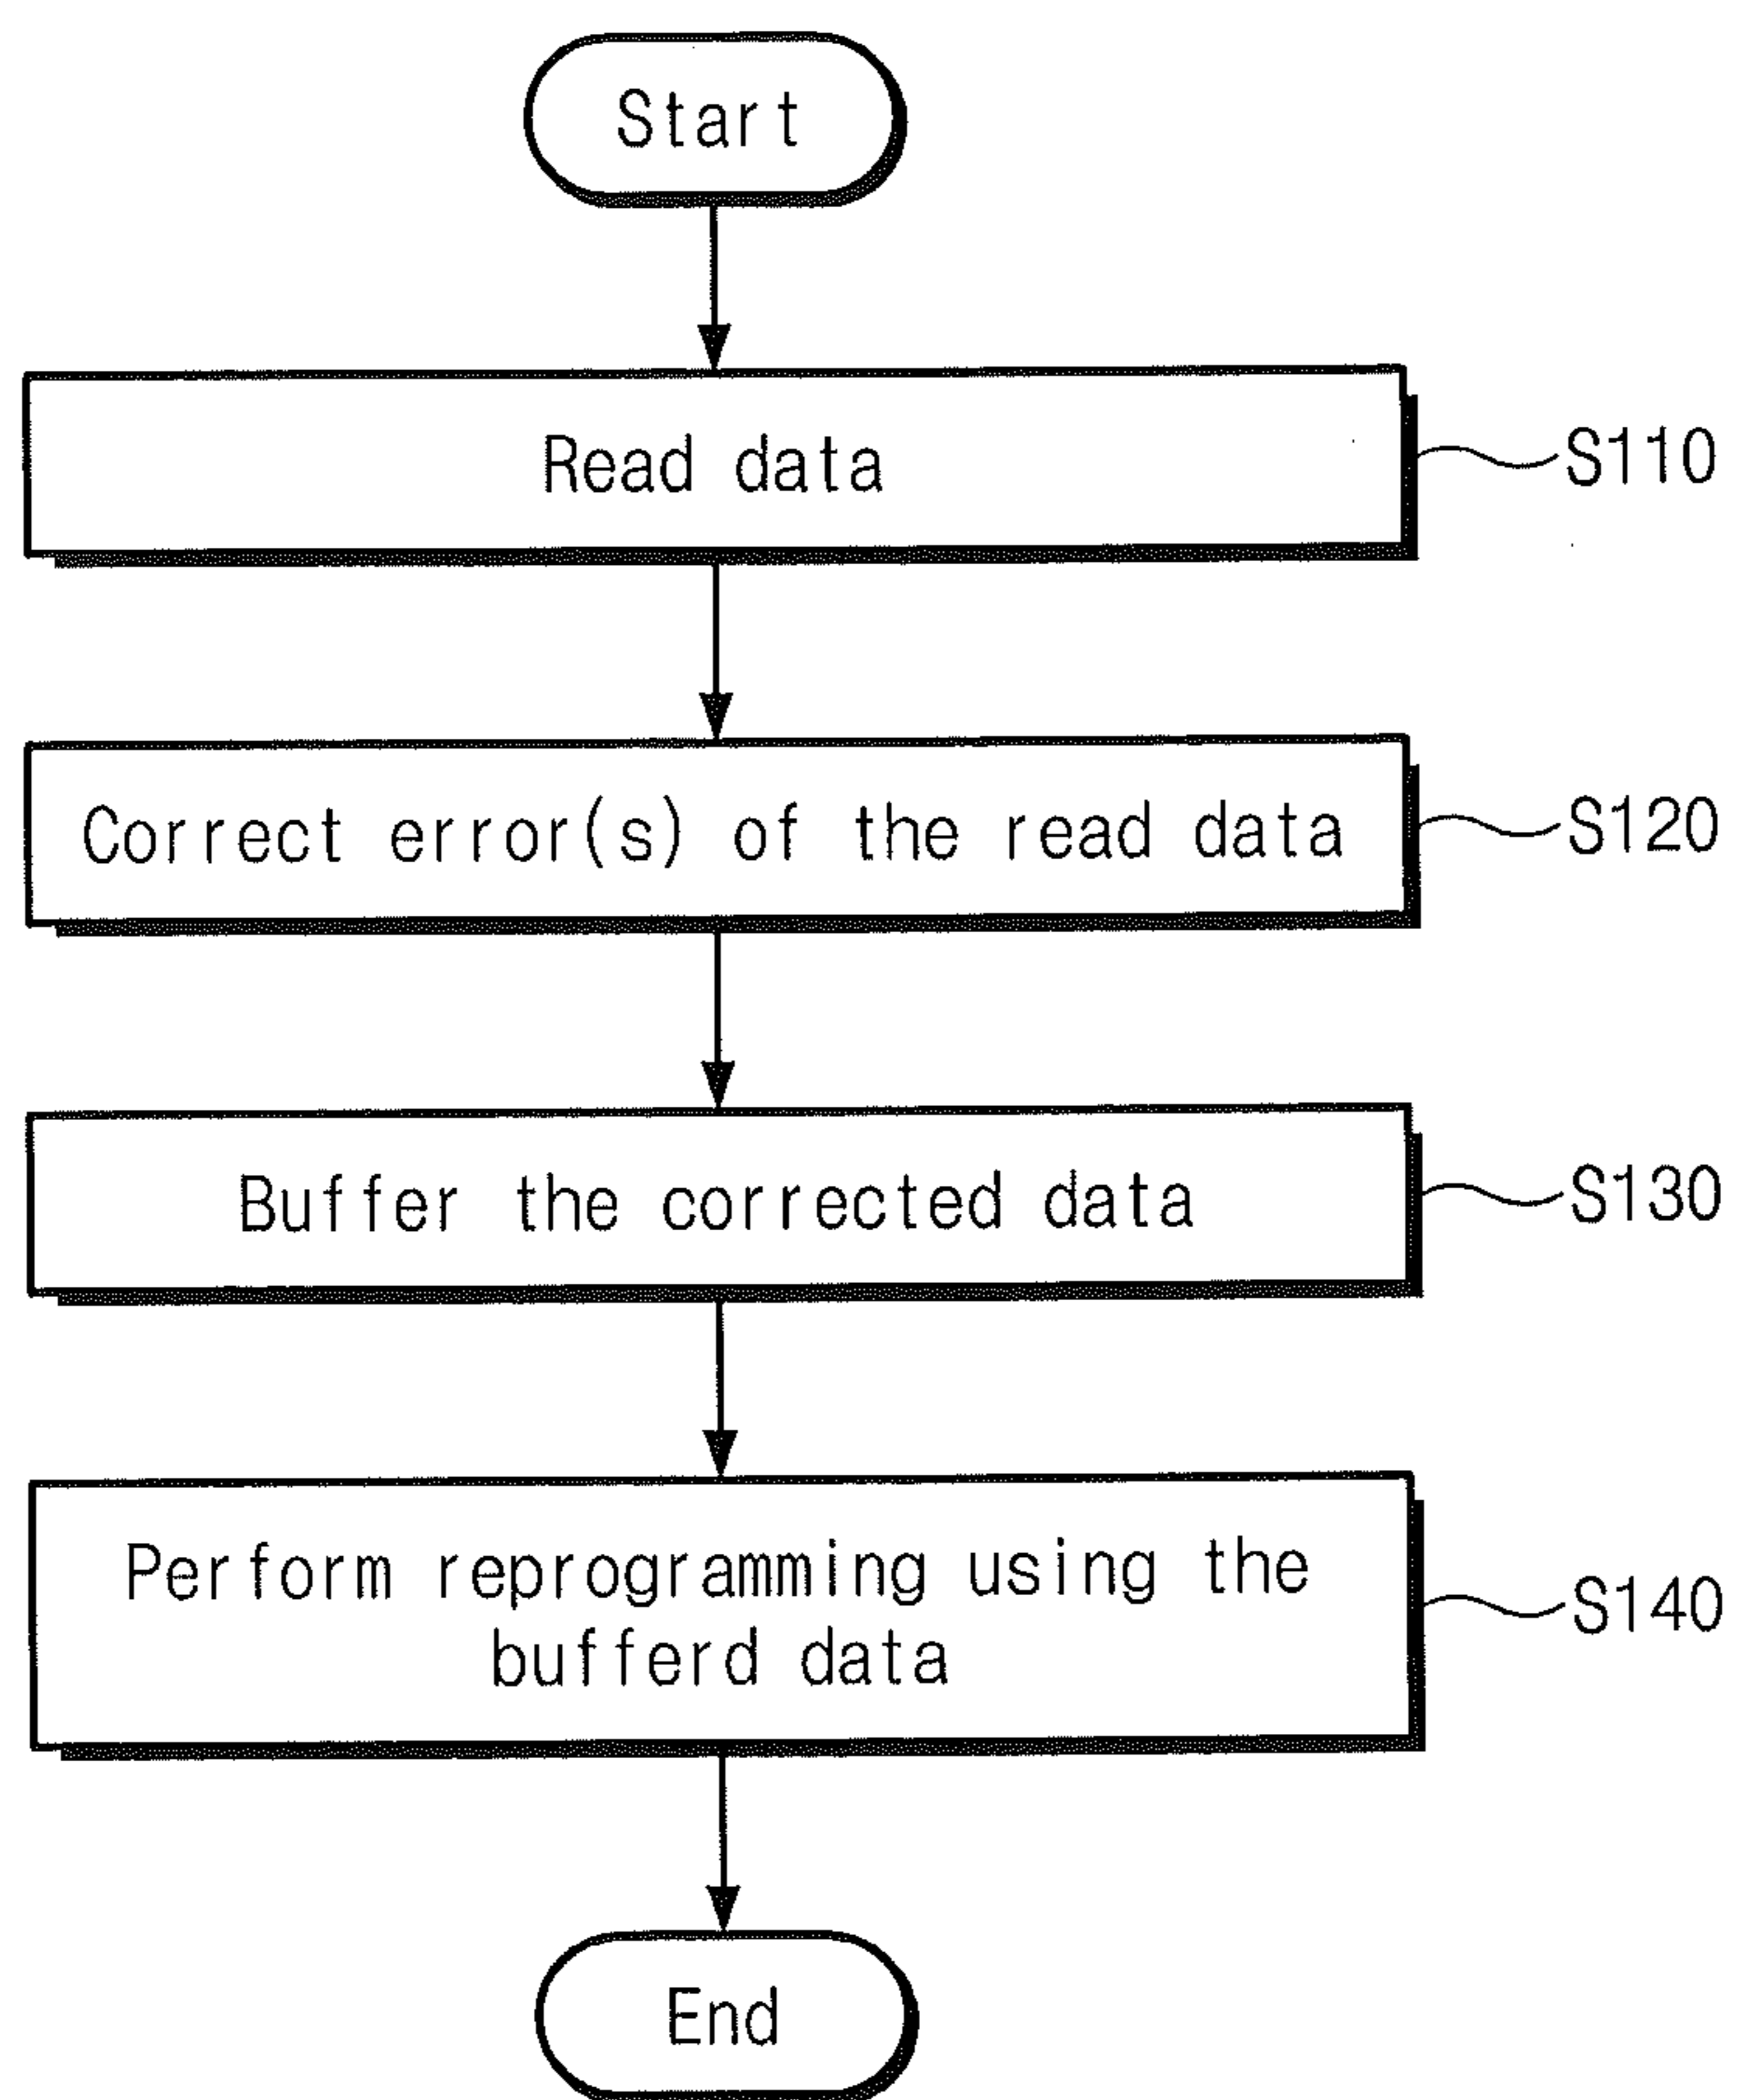 Start
Read data
S110
Correct error(s) of the read data
S120
Buffer the corrected data
S130
Perform reprogramming using the
bufferd data
S140
End